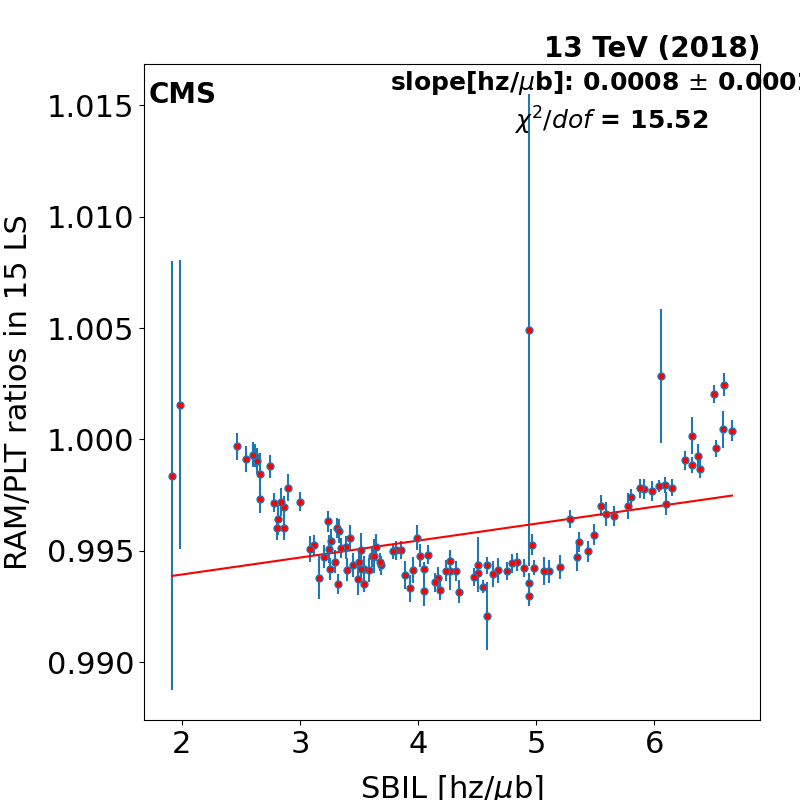 13 TeV (2018)
CMS
slope[hz/μb]: 0.0008 ± 0.000
χ²/dof = 15.52
RAM/PLT ratios in 15 LS
1.015
1.010
1.005
1.000
0.995
0.990
2 3 4 5 6
SBIL [hz/μb]